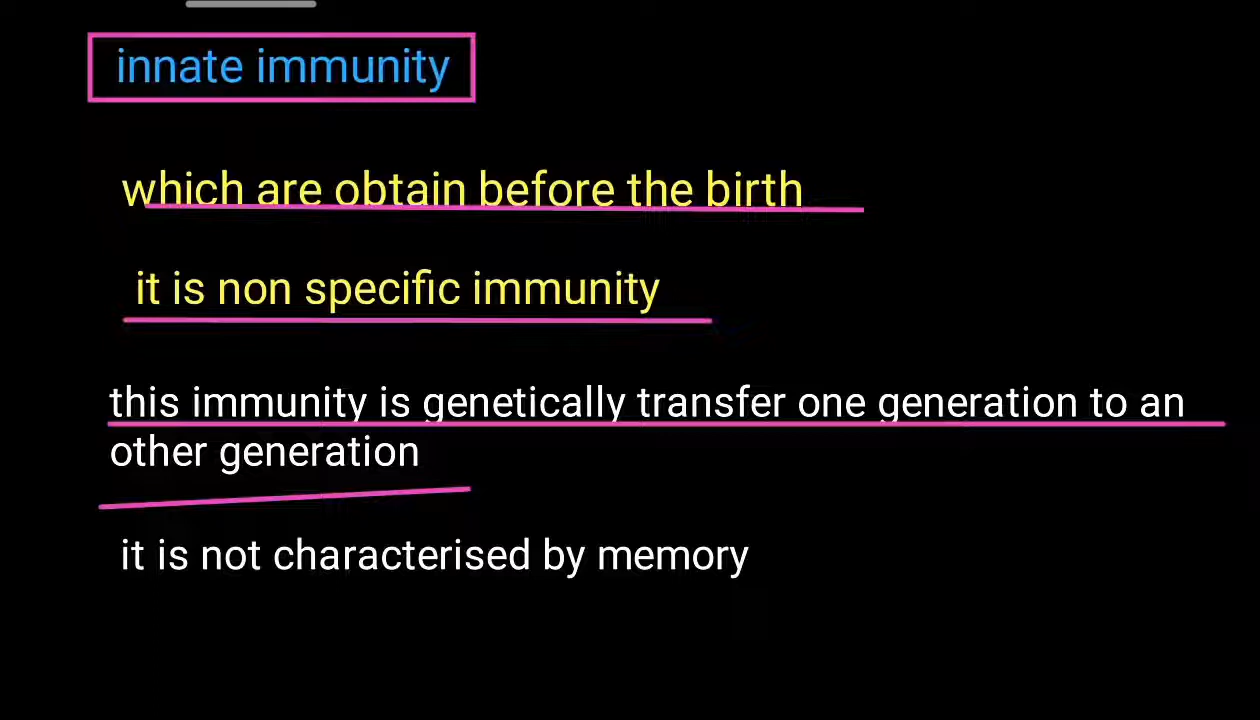 innate immunity
which are obtain before the birth
it is non specific immunity
this immunity is genetically transfer one generation to an
other generation
it is not characterised by memory